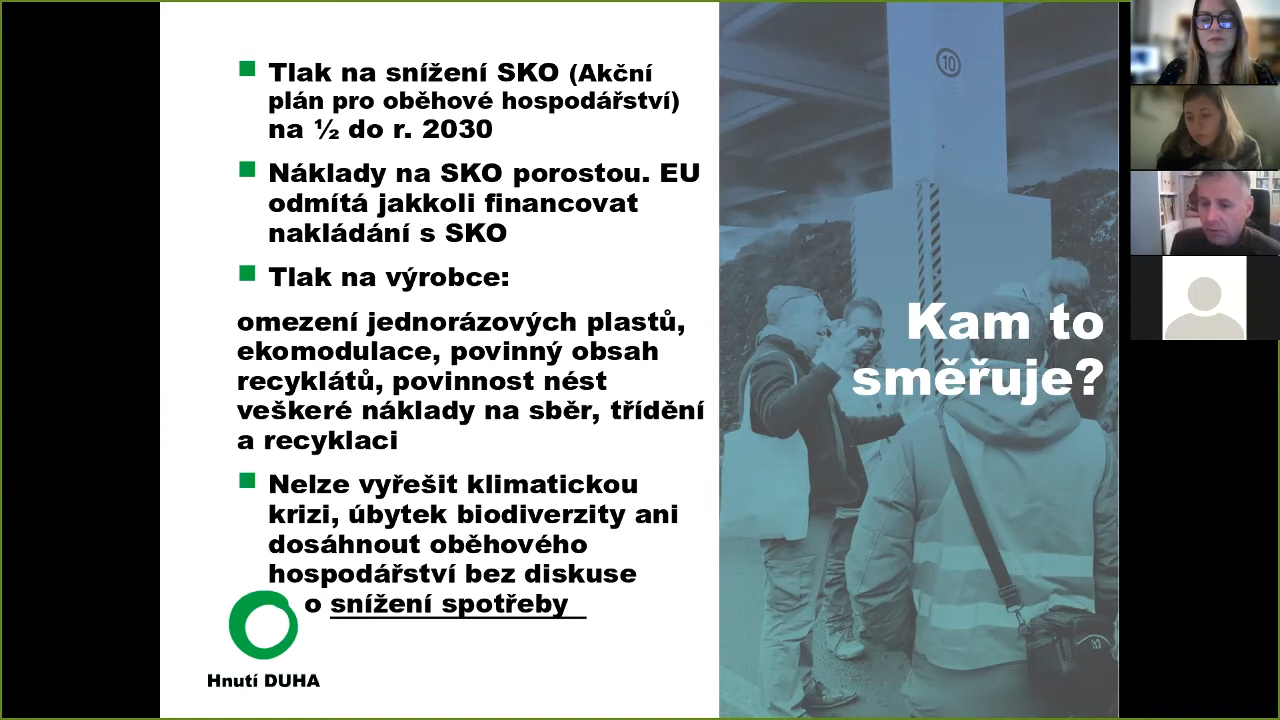 Tlak na snížení SKO (Akční
plán pro oběhové hospodářství)
na ½ do r. 2030
Náklady na SKO porostou. EU
odmítá jakkoli financovat
nakládání s SKO
Tlak na výrobce:
omezení jednorázových plastů,
ekomodulace, povinný obsah
recyklátů, povinnost nést
veškeré náklady na sběr, třídění
a recyklaci
Nelze vyřešit klimatickou
krizi, úbytek biodiverzity ani
dosáhnout oběhového
hospodářství bez diskuse
o snížení spotřeby
Hnutí DUHA
10
Kam to
směřuje?